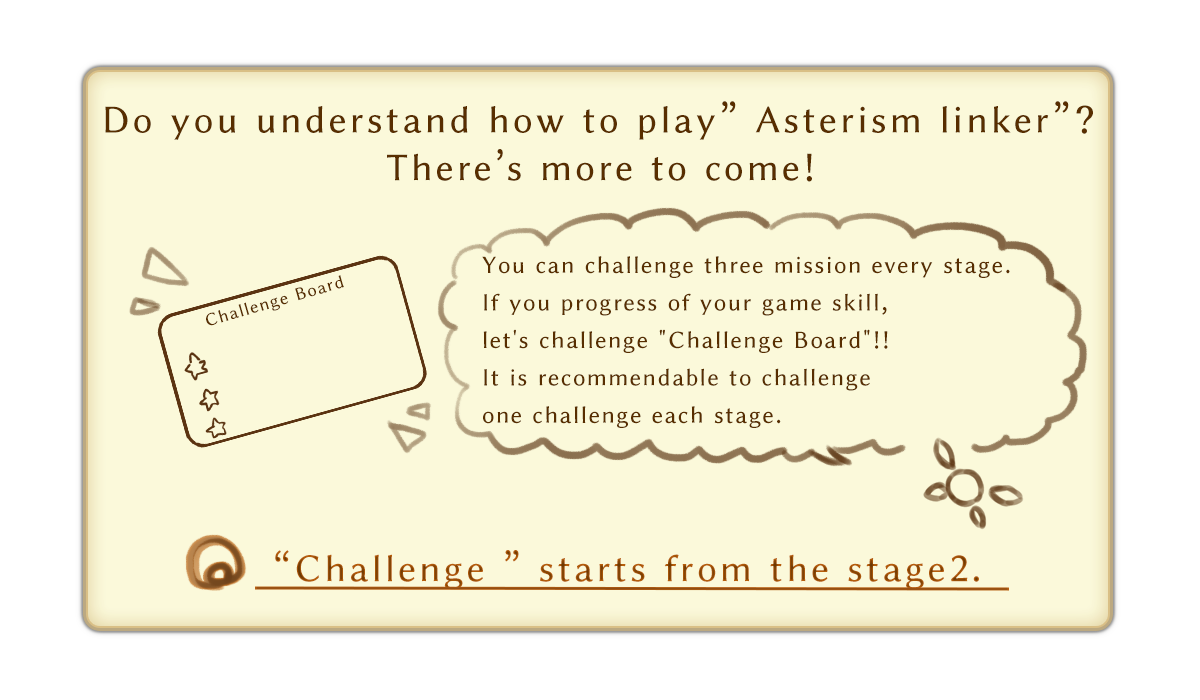 Do you understand how to play” Asterism linker”?
There’s more to come!
Challenge Board
You can challenge three mission every stage.
If you progress of your game skill,
let's challenge "Challenge Board"!!
It is recommendable to challenge
one challenge each stage.
“Challenge ” starts from the stage2.